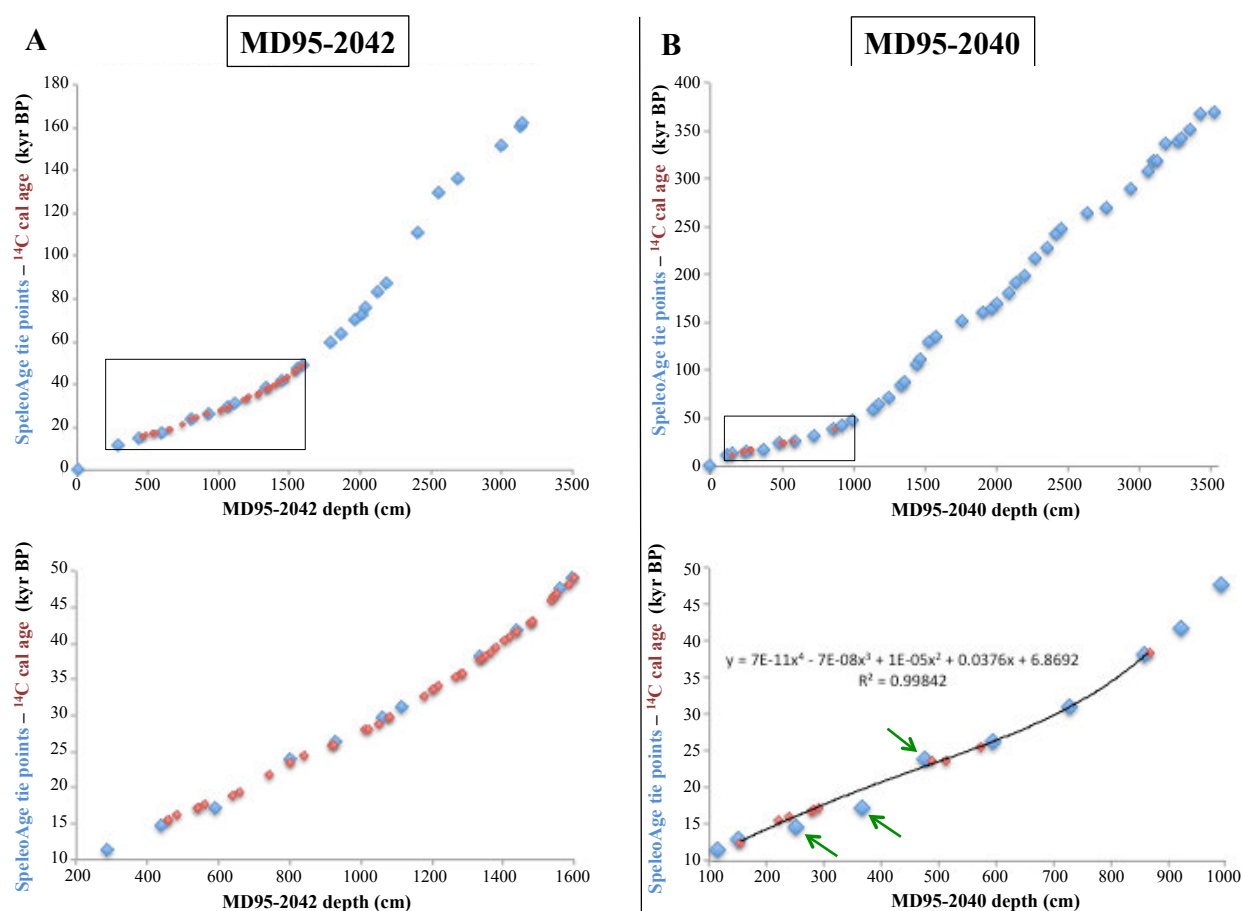 A
MD95-2042
SpeleoAge tie points – ¹⁴C cal age (kyr BP)
180
160
140
120
100
80
60
40
20
0
0 500 1000 1500 2000 2500 3000 3500
MD95-2042 depth (cm)
SpeleoAge tie points – ¹⁴C cal age (kyr BP)
50
45
40
35
30
25
20
15
10
200 400 600 800 1000 1200 1400 1600
MD95-2042 depth (cm)
B
MD95-2040
SpeleoAge tie points – ¹⁴C cal age (kyr BP)
400
350
300
250
200
150
100
50
0
0 500 1000 1500 2000 2500 3000 3500
MD95-2040 depth (cm)
SpeleoAge tie points – ¹⁴C cal age (kyr BP)
50
45
40
35
30
25
20
15
10
y = 7E-11x⁴ - 7E-08x³ + 1E-05x² + 0.0376x + 6.8692
R² = 0.99842
100 200 300 400 500 600 700 800 900 1000
MD95-2040 depth (cm)